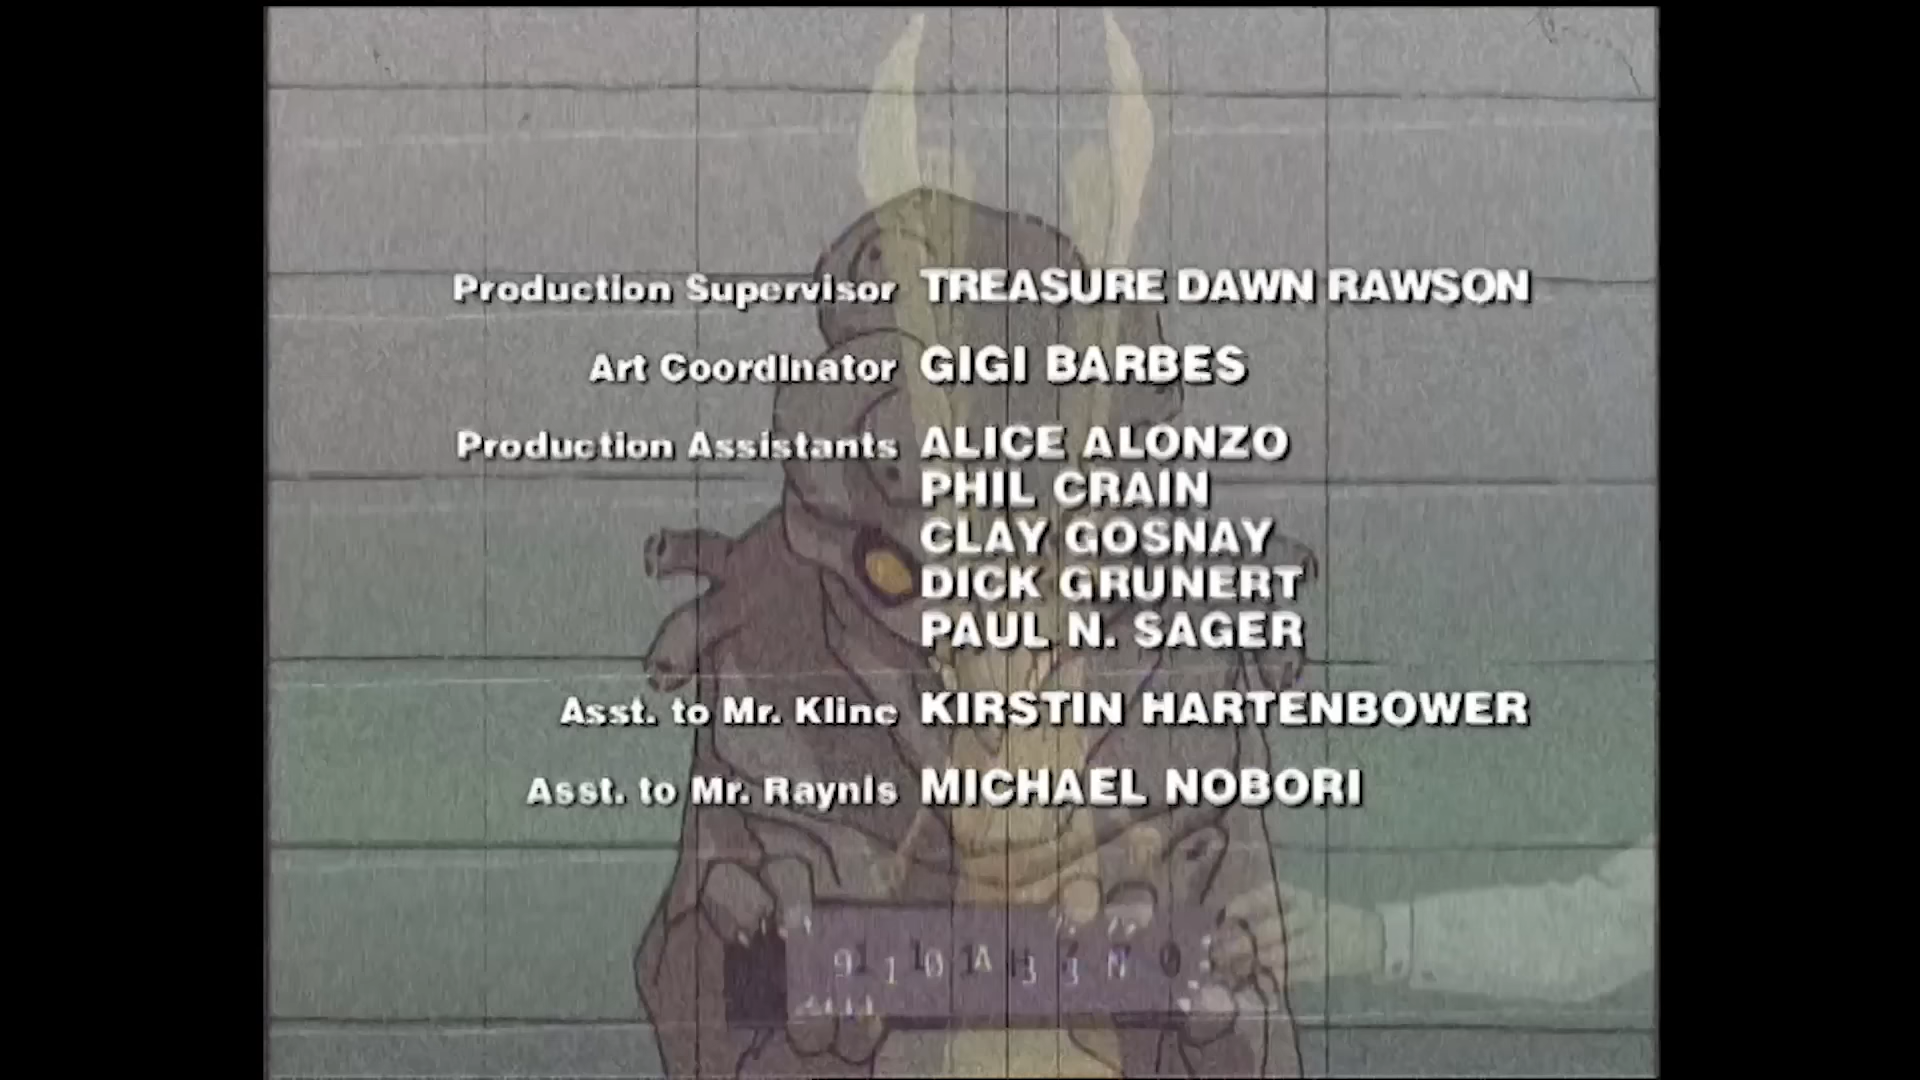 Production Supervisor TREASURE DAWN RAWSON
Art Coordinator GIGI BARBES
Production Assistants ALICE ALONZO
PHIL CRAIN
CLAY GOSNAY
DICK GRUNERT
PAUL N. SAGER
Asst. to Mr. Kline KIRSTIN HARTENBOWER
Asst. to Mr. Raynis MICHAEL NOBORI